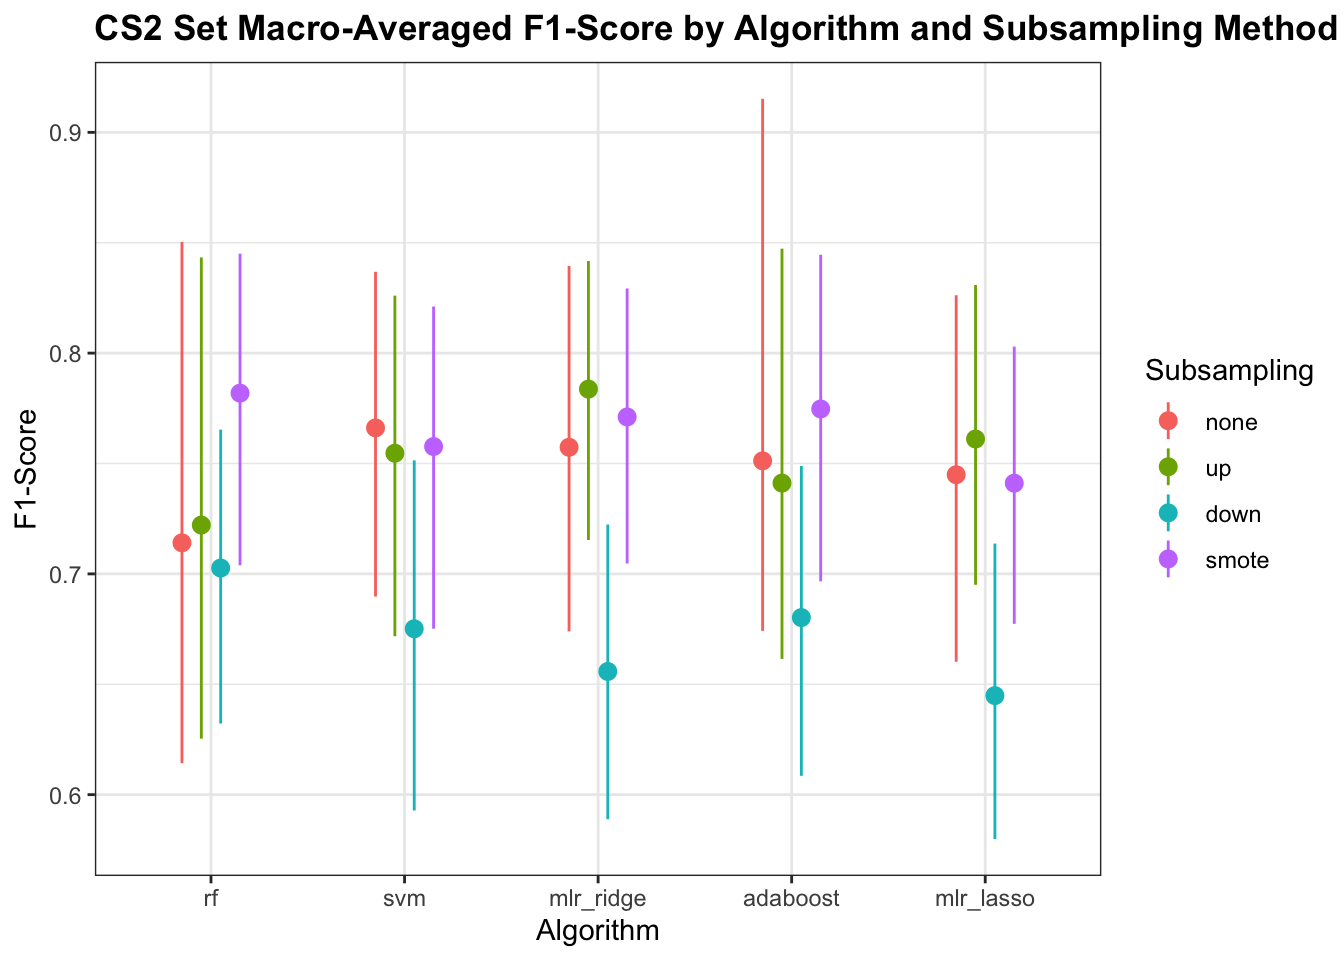 CS2 Set Macro-Averaged F1-Score by Algorithm and Subsampling Method
F1-Score
0.9
0.8
0.7
0.6
rf
svm
mlr_ridge
adaboost
mlr_lasso
Algorithm
Subsampling
none
up
down
smote